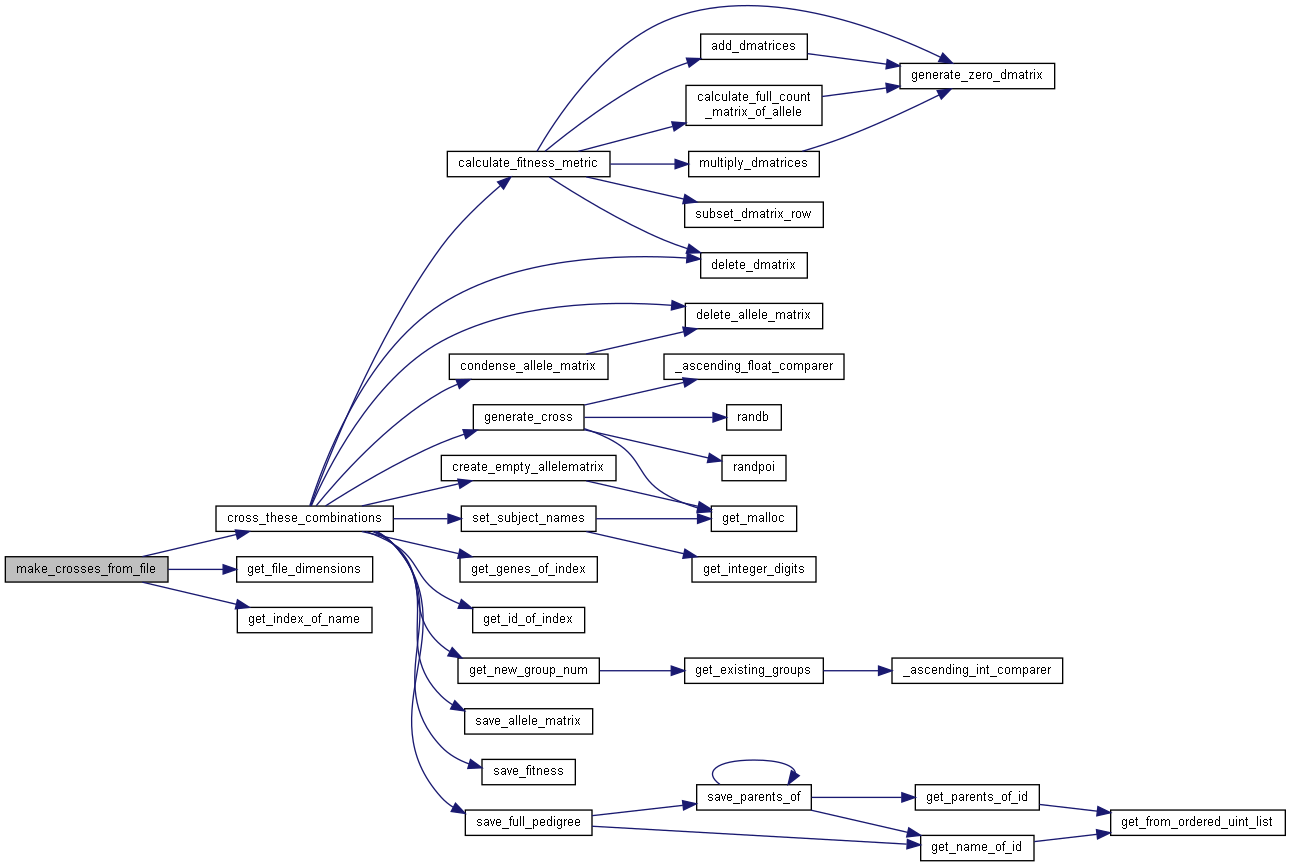 add_dmatrices
generate_zero_dmatrix
calculate_full_count
_matrix_of_allele
calculate_fitness_metric
multiply_dmatrices
subset_dmatrix_row
delete_dmatrix
delete_allele_matrix
condense_allele_matrix
_ascending_float_comparer
generate_cross
randb
create_empty_allelematrix
randpoi
cross_these_combinations
set_subject_names
get_malloc
make_crosses_from_file
get_file_dimensions
get_genes_of_index
get_integer_digits
get_index_of_name
get_id_of_index
get_new_group_num
get_existing_groups
_ascending_int_comparer
save_allele_matrix
save_fitness
save_parents_of
get_parents_of_id
save_full_pedigree
get_from_ordered_uint_list
get_name_of_id